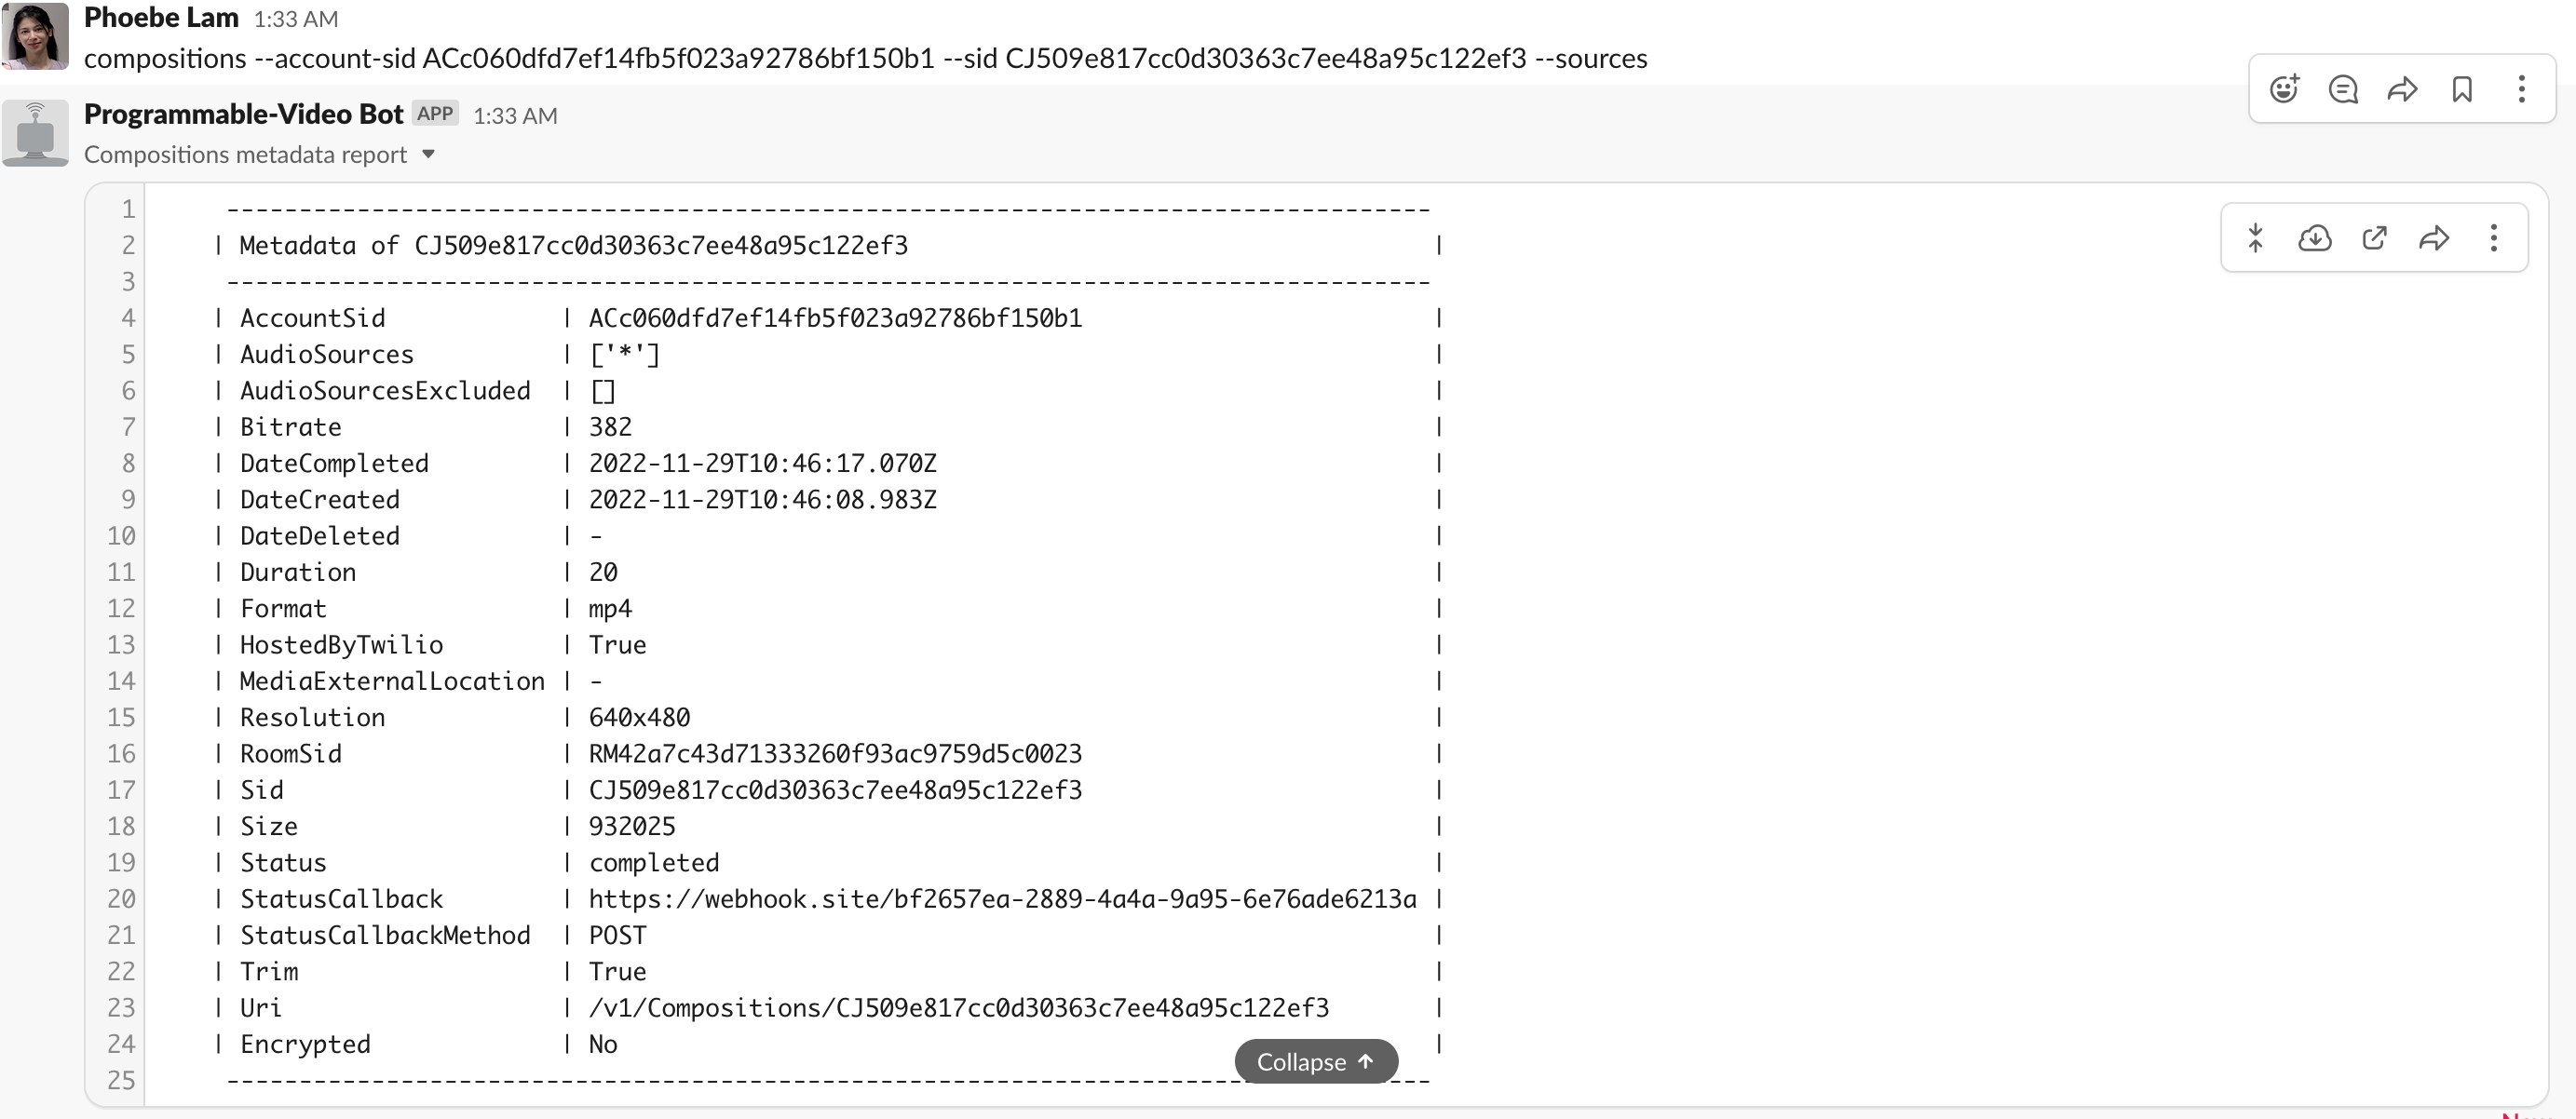 Phoebe Lam 1:33 AM
compositions --account-sid ACc060dfd7ef14fb5f023a92786bf150b1 --sid CJ509e817cc0d30363c7ee48a95c122ef3 --sources
Programmable-Video Bot APP 1:33 AM
Compositions metadata report
1 -----------------------------------------------------------------------------------
2 | Metadata of CJ509e817cc0d30363c7ee48a95c122ef3 |
3 -----------------------------------------------------------------------------------
4 | AccountSid | ACc060dfd7ef14fb5f023a92786bf150b1 |
5 | AudioSources | ['*'] |
6 | AudioSourcesExcluded | [] |
7 | Bitrate | 382 |
8 | DateCompleted | 2022-11-29T10:46:17.070Z |
9 | DateCreated | 2022-11-29T10:46:08.983Z |
10 | DateDeleted | - |
11 | Duration | 20 |
12 | Format | mp4 |
13 | HostedByTwilio | True |
14 | MediaExternalLocation | - |
15 | Resolution | 640x480 |
16 | RoomSid | RM42a7c43d71333260f93ac9759d5c0023 |
17 | Sid | CJ509e817cc0d30363c7ee48a95c122ef3 |
18 | Size | 932025 |
19 | Status | completed |
20 | StatusCallback | https://webhook.site/bf2657ea-2889-4a4a-9a95-6e76ade6213a |
21 | StatusCallbackMethod | POST |
22 | Trim | True |
23 | Uri | /v1/Compositions/CJ509e817cc0d30363c7ee48a95c122ef3 |
24 | Encrypted | No |
Collapse ↑
25 -----------------------------------------------------------------------------------